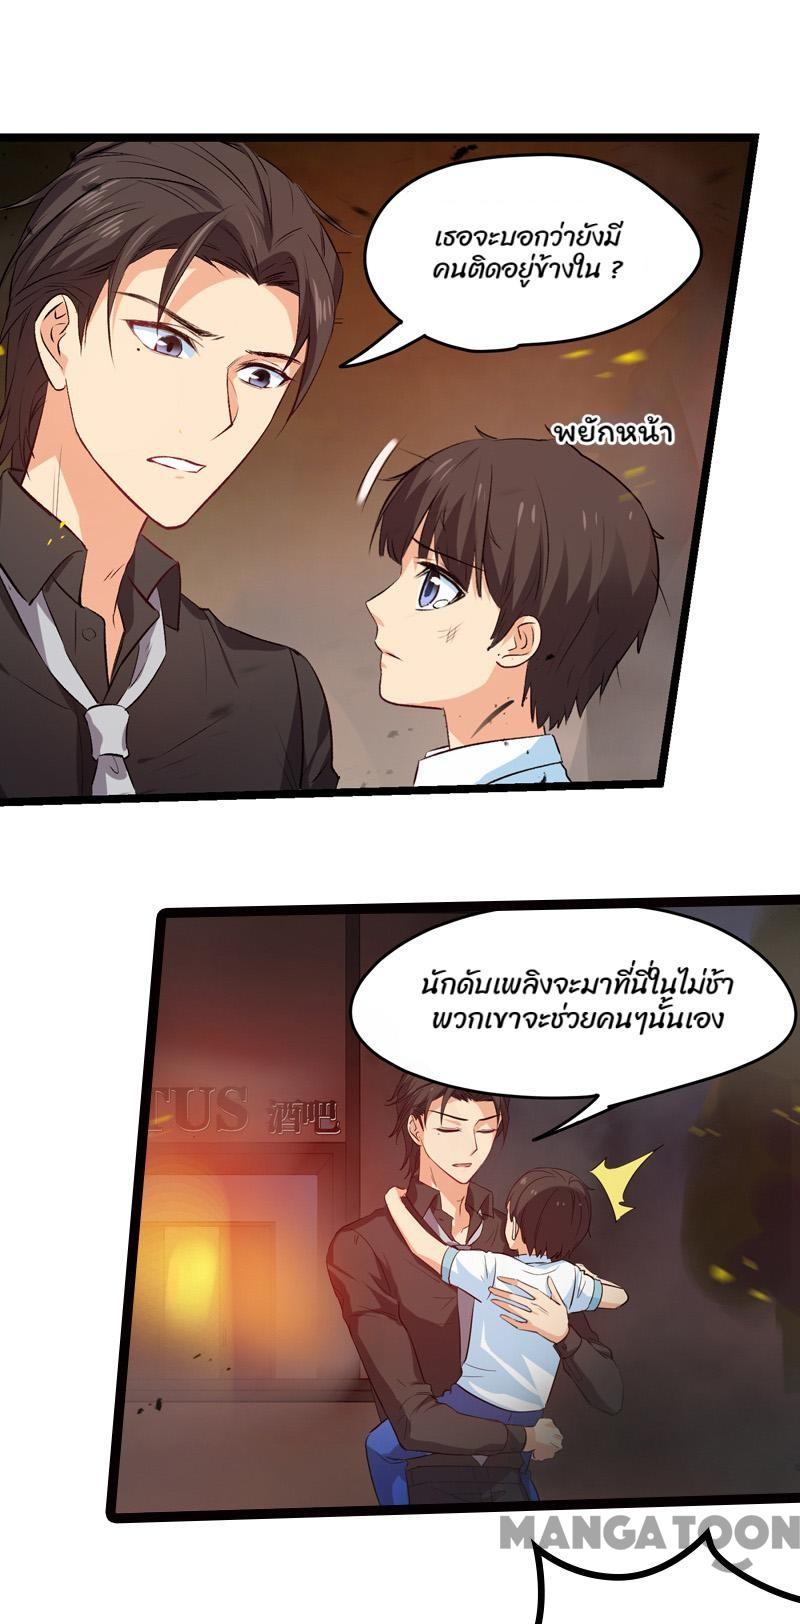 เธอจะบอกว่ายังมี
คนติดอยู่ข้างใน ?
พยักหน้า
นักดับเพลิงจะมาที่นี่ในไม่ช้า
พวกเขาจะช่วยคนๆนั้นเอง
TUS 酒吧
MANGATOON